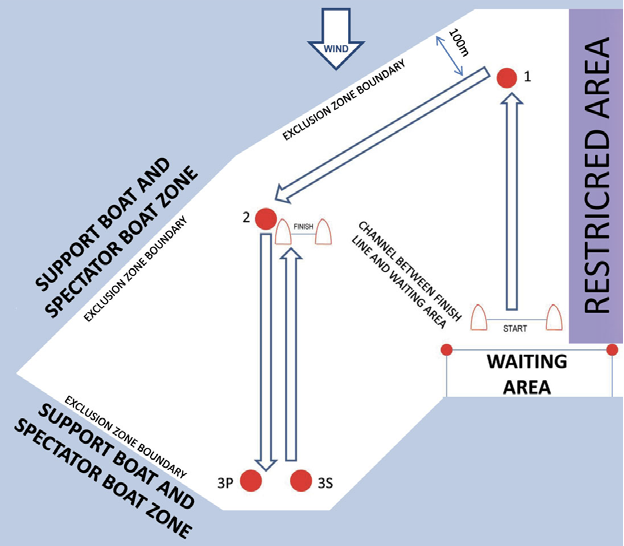 WIND
100m
1
EXCLUSION ZONE BOUNDARY
RESTRICRED AREA
SUPPORT BOAT AND
SPECTATOR BOAT ZONE
EXCLUSION ZONE BOUNDARY
2
FINISH
CHANNEL BETWEEN FINISH
LINE AND WAITING AREA
START
WAITING
AREA
EXCLUSION ZONE BOUNDARY
SUPPORT BOAT AND
SPECTATOR BOAT ZONE
3P
3S